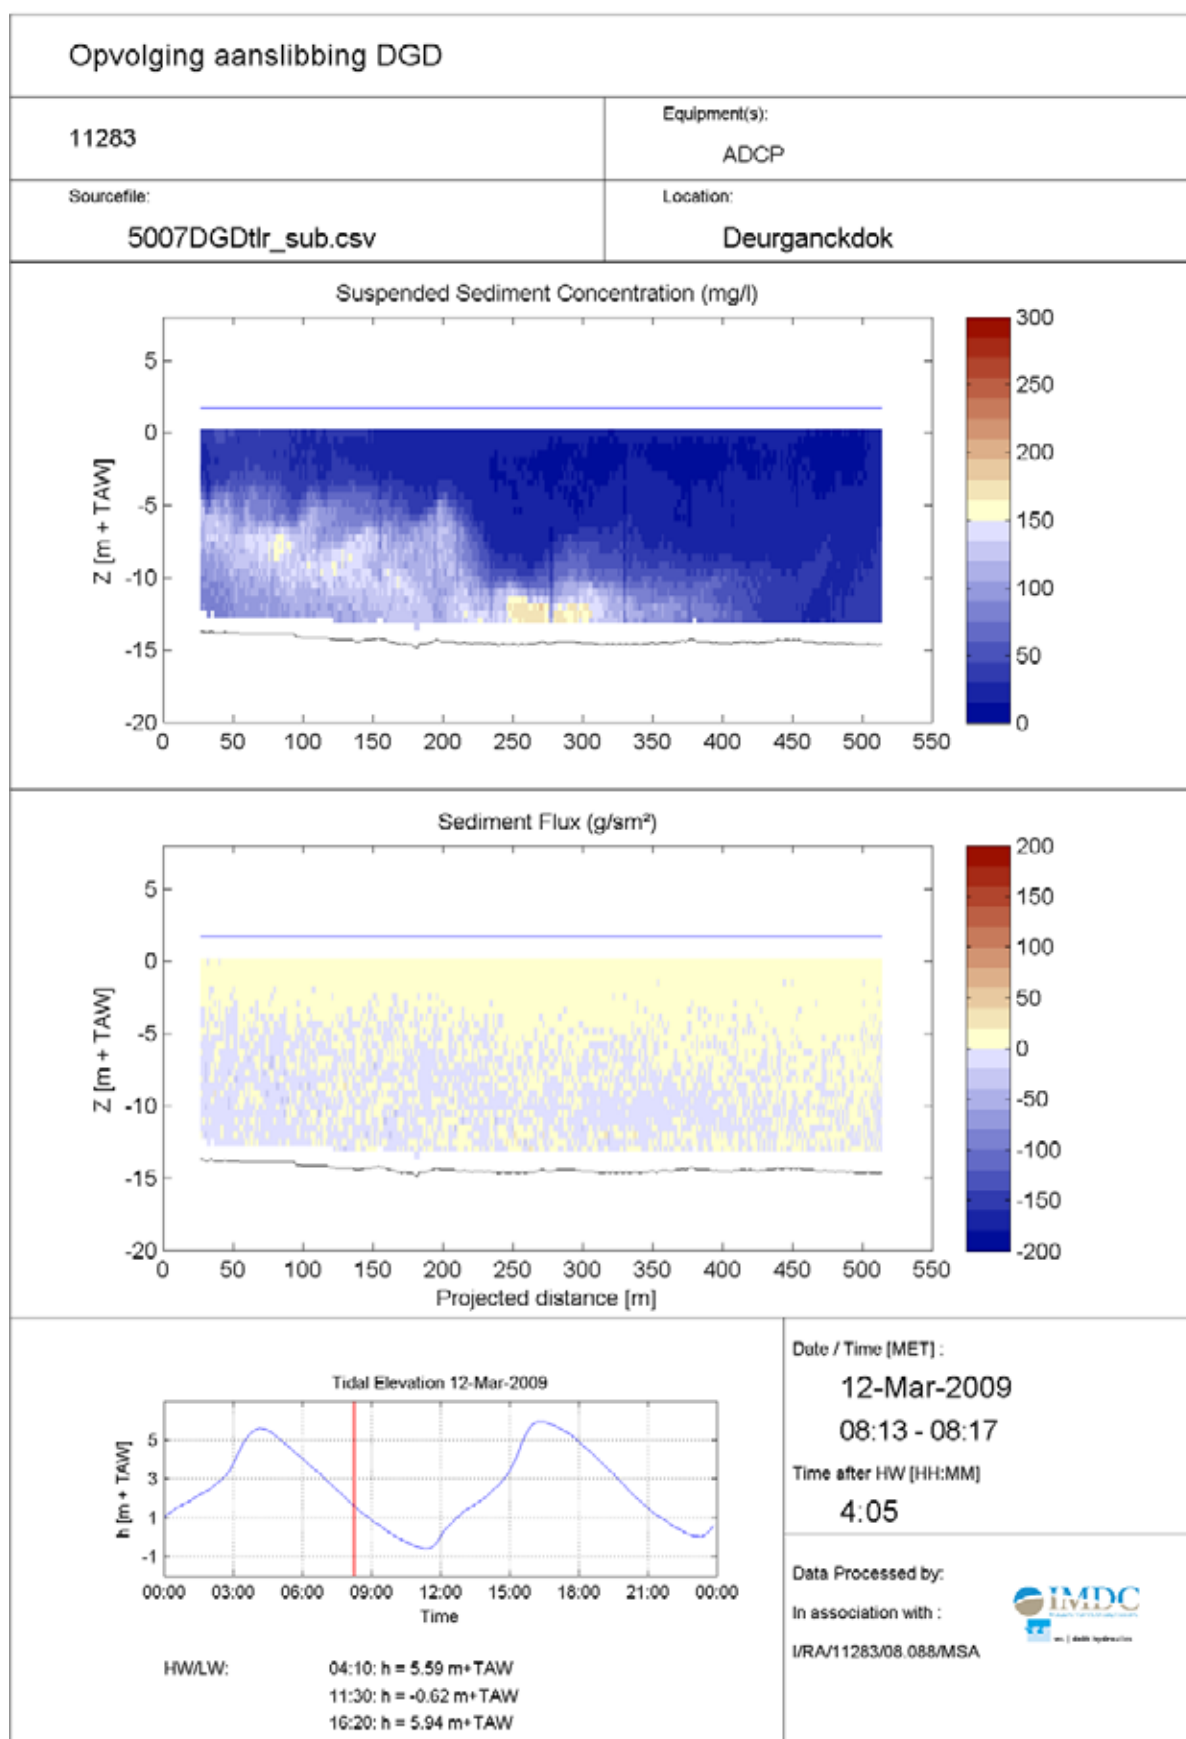 Opvolging aanslibbing DGD
11283
Equipment(s):
ADCP
Sourcefile:
5007DGDtlr_sub.csv
Location:
Deurganckdok
Suspended Sediment Concentration (mg/l)
5
0
-5
-10
-15
-20
Z [m + TAW]
0 50 100 150 200 250 300 350 400 450 500 550
300
250
200
150
100
50
0
Sediment Flux (g/sm²)
5
0
-5
-10
-15
-20
Z [m + TAW]
0 50 100 150 200 250 300 350 400 450 500 550
Projected distance [m]
200
150
100
50
0
-50
-100
-150
-200
Tidal Elevation 12-Mar-2009
5
3
1
-1
h [m + TAW]
00:00 03:00 06:00 09:00 12:00 15:00 18:00 21:00 00:00
Time
HW/LW:
04:10: h = 5.59 m+TAW
11:30: h = -0.62 m+TAW
16:20: h = 5.94 m+TAW
Date / Time [MET] :
12-Mar-2009
08:13 - 08:17
Time after HW [HH:MM]
4:05
Data Processed by:
In association with :
I/RA/11283/08.088/MSA
IMDC
wl | delft hydraulics